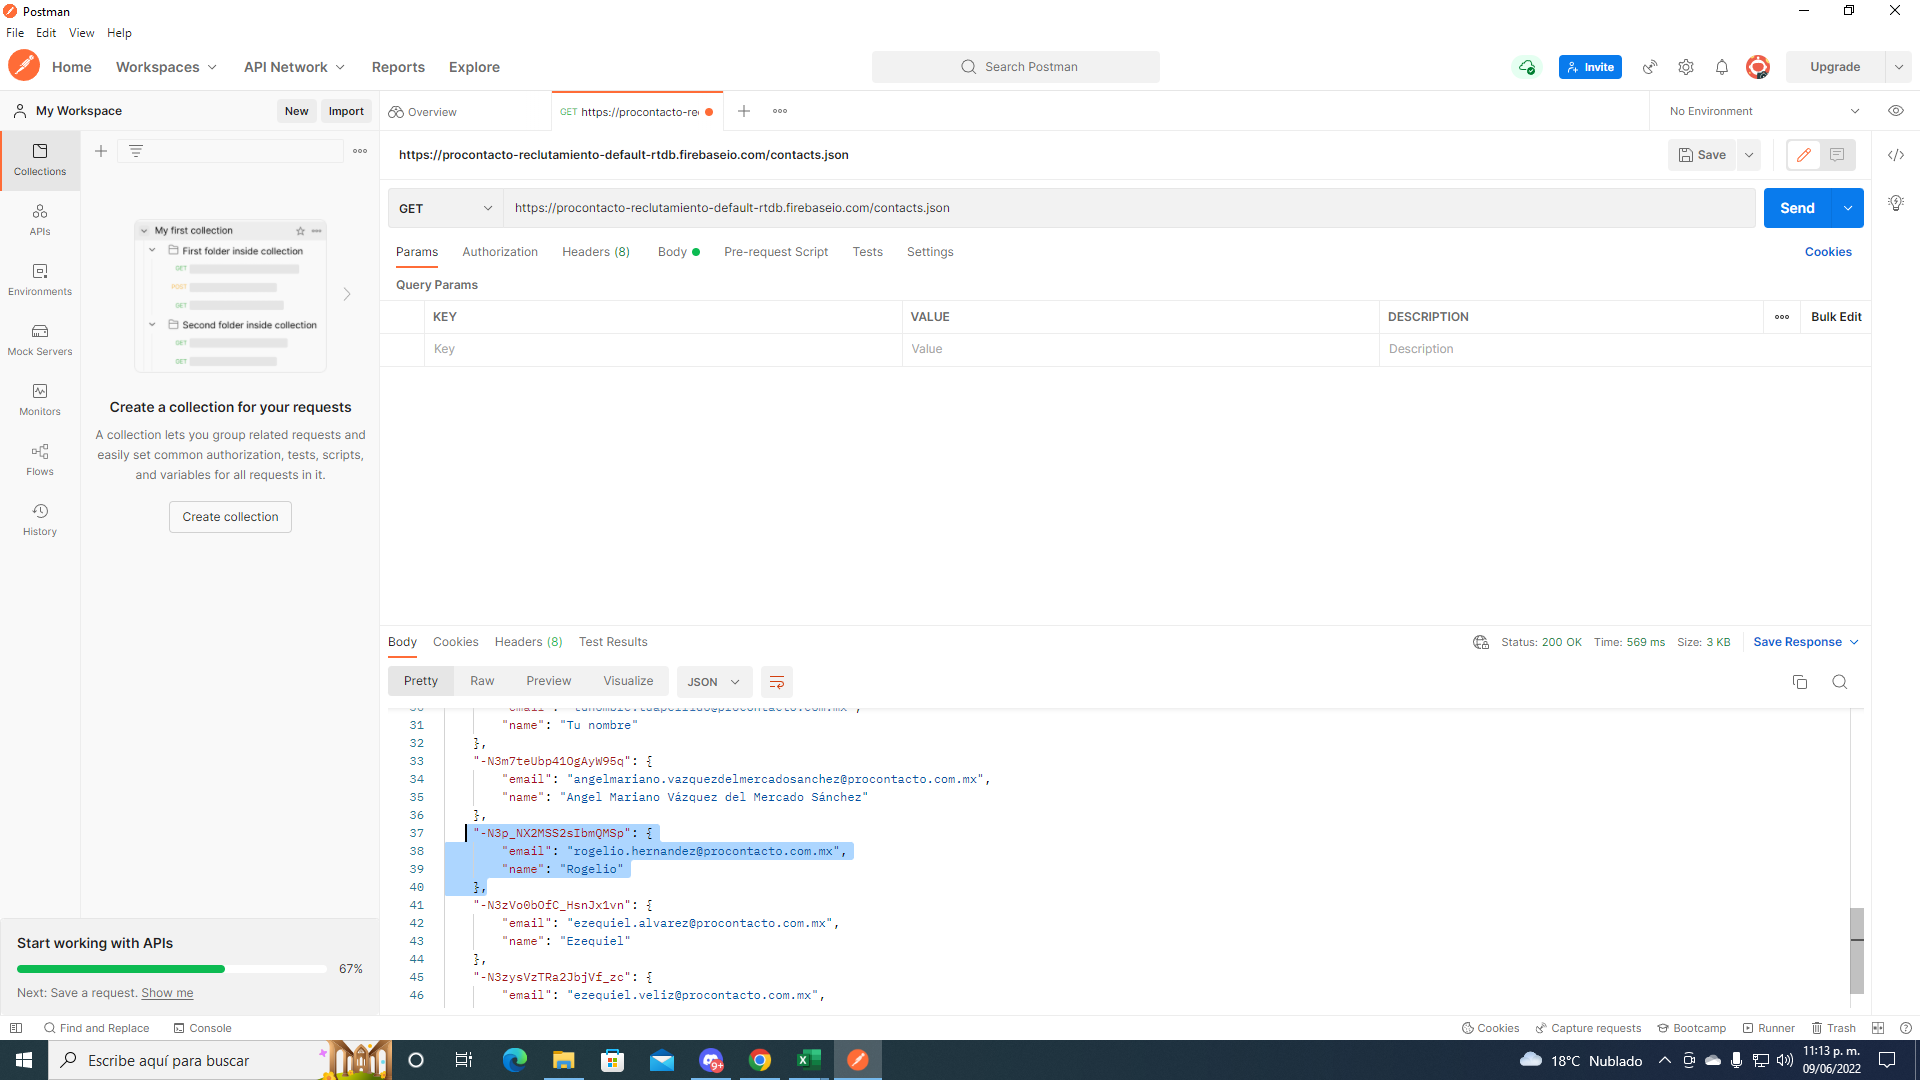 Postman
File Edit View Help
Home Workspaces API Network Reports Explore
Search Postman
Invite
Upgrade
My Workspace New Import
Overview
GET https://procontacto-re
No Environment
Collections
APIs
Environments
Mock Servers
Monitors
Flows
History
My first collection
First folder inside collection
GET
POST
GET
Second folder inside collection
GET
GET
Create a collection for your requests
A collection lets you group related requests and
easily set common authorization, tests, scripts,
and variables for all requests in it.
Create collection
Start working with APIs
67%
Next: Save a request. Show me
https://procontacto-reclutamiento-default-rtdb.firebaseio.com/contacts.json
Save
GET https://procontacto-reclutamiento-default-rtdb.firebaseio.com/contacts.json
Send
Params Authorization Headers (8) Body Pre-request Script Tests Settings Cookies
Query Params
KEY VALUE DESCRIPTION Bulk Edit
Key Value Description
Body Cookies Headers (8) Test Results
Status: 200 OK Time: 569 ms Size: 3 KB Save Response
Pretty Raw Preview Visualize JSON
30 "email": "tunombre.tuapellido@procontacto.com.mx",
31 "name": "Tu nombre"
32 },
33 "-N3m7teUbp41OgAyW95q": {
34 "email": "angelmariano.vazquezdelmercadosanchez@procontacto.com.mx",
35 "name": "Angel Mariano Vázquez del Mercado Sánchez"
36 },
37 "-N3p_NX2MSS2sIbmQMSp": {
38 "email": "rogelio.hernandez@procontacto.com.mx",
39 "name": "Rogelio"
40 },
41 "-N3zVo0bOfC_HsnJx1vn": {
42 "email": "ezequiel.alvarez@procontacto.com.mx",
43 "name": "Ezequiel"
44 },
45 "-N3zysVzTRa2JbjVf_zc": {
46 "email": "ezequiel.veliz@procontacto.com.mx",
Find and Replace Console
Cookies Capture requests Bootcamp Runner Trash
Escribe aquí para buscar
9+
18°C Nublado
11:13 p. m.
09/06/2022